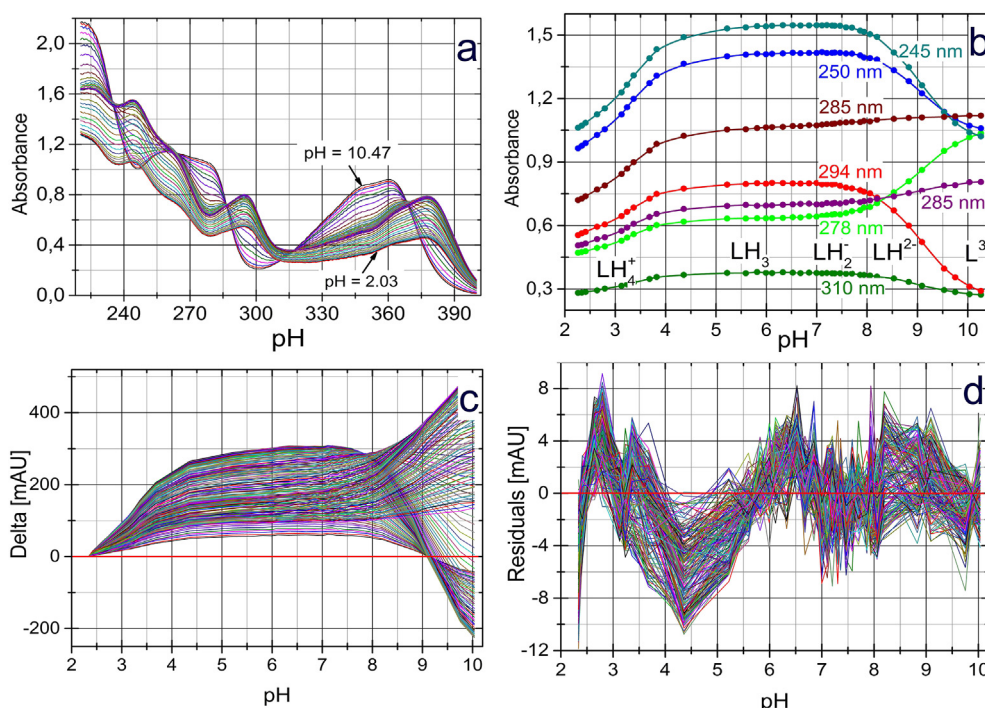 a
Absorbance
2,0
1,6
1,2
0,8
0,4
0,0
pH = 10.47
pH = 2.03
240 270 300 330 360 390
pH
b
Absorbance
1,5
1,2
0,9
0,6
0,3
245 nm
250 nm
285 nm
294 nm
285 nm
278 nm
310 nm
LH4+ LH3 LH2- LH2- L3
2 3 4 5 6 7 8 9 10
pH
c
Delta [mAU]
400
200
0
-200
2 3 4 5 6 7 8 9 10
pH
d
Residuals [mAU]
8
4
0
-4
-8
-12
2 3 4 5 6 7 8 9 10
pH